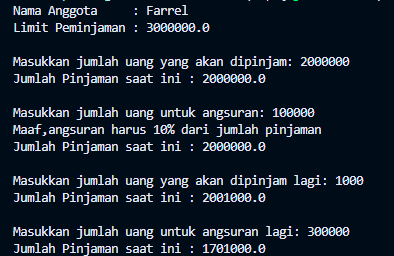 Nama Anggota     : Farrel
Limit Peminjaman : 3000000.0
Masukkan jumlah uang yang akan dipinjam: 2000000
Jumlah Pinjaman saat ini : 2000000.0
Masukkan jumlah uang untuk angsuran: 100000
Maaf,angsuran harus 10% dari jumlah pinjaman
Jumlah Pinjaman saat ini : 2000000.0
Masukkan jumlah uang yang akan dipinjam lagi: 1000
Jumlah Pinjaman saat ini : 2001000.0
Masukkan jumlah uang untuk angsuran lagi: 300000
Jumlah Pinjaman saat ini : 1701000.0